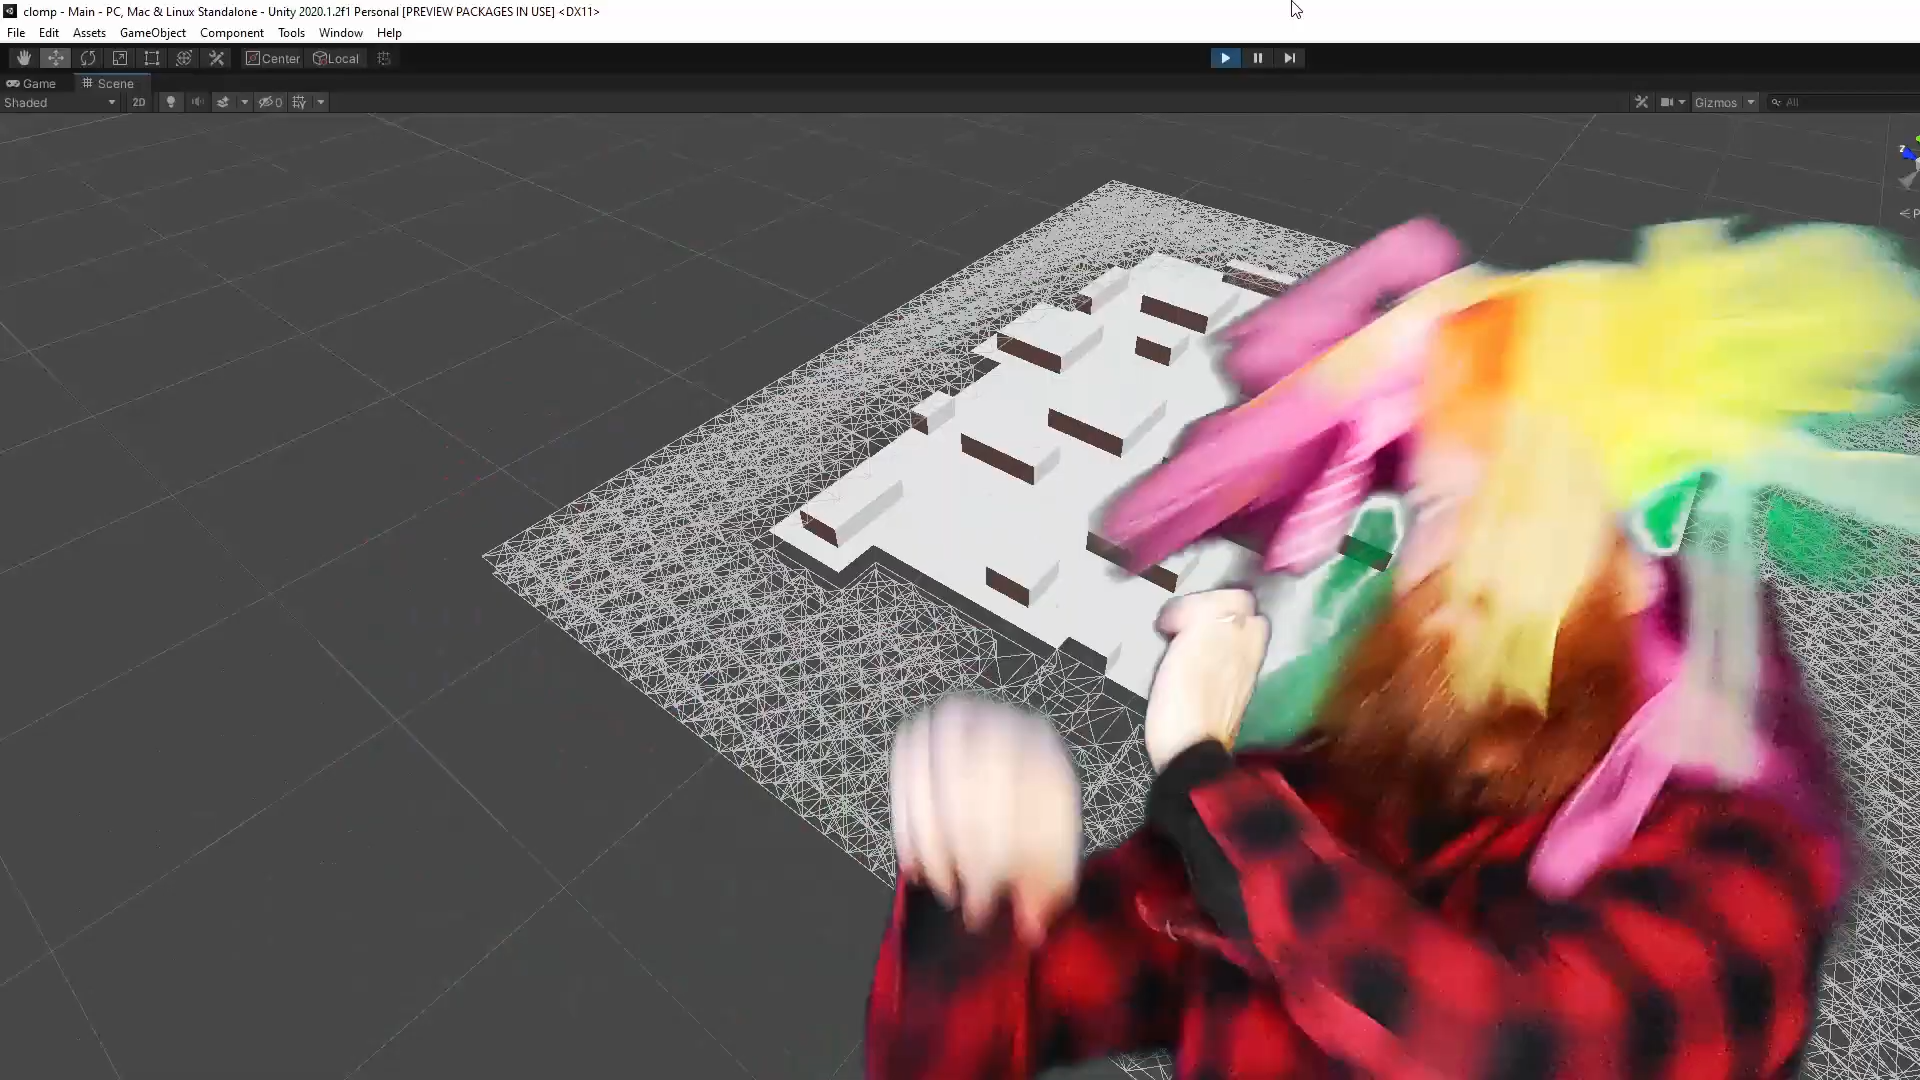 clomp - Main - PC, Mac & Linux Standalone - Unity 2020.1.2f1 Personal [PREVIEW PACKAGES IN USE] <DX11>
File Edit Assets GameObject Component Tools Window Help
Center Local
Game Scene
Shaded 2D 0 Gizmos All
z
< P